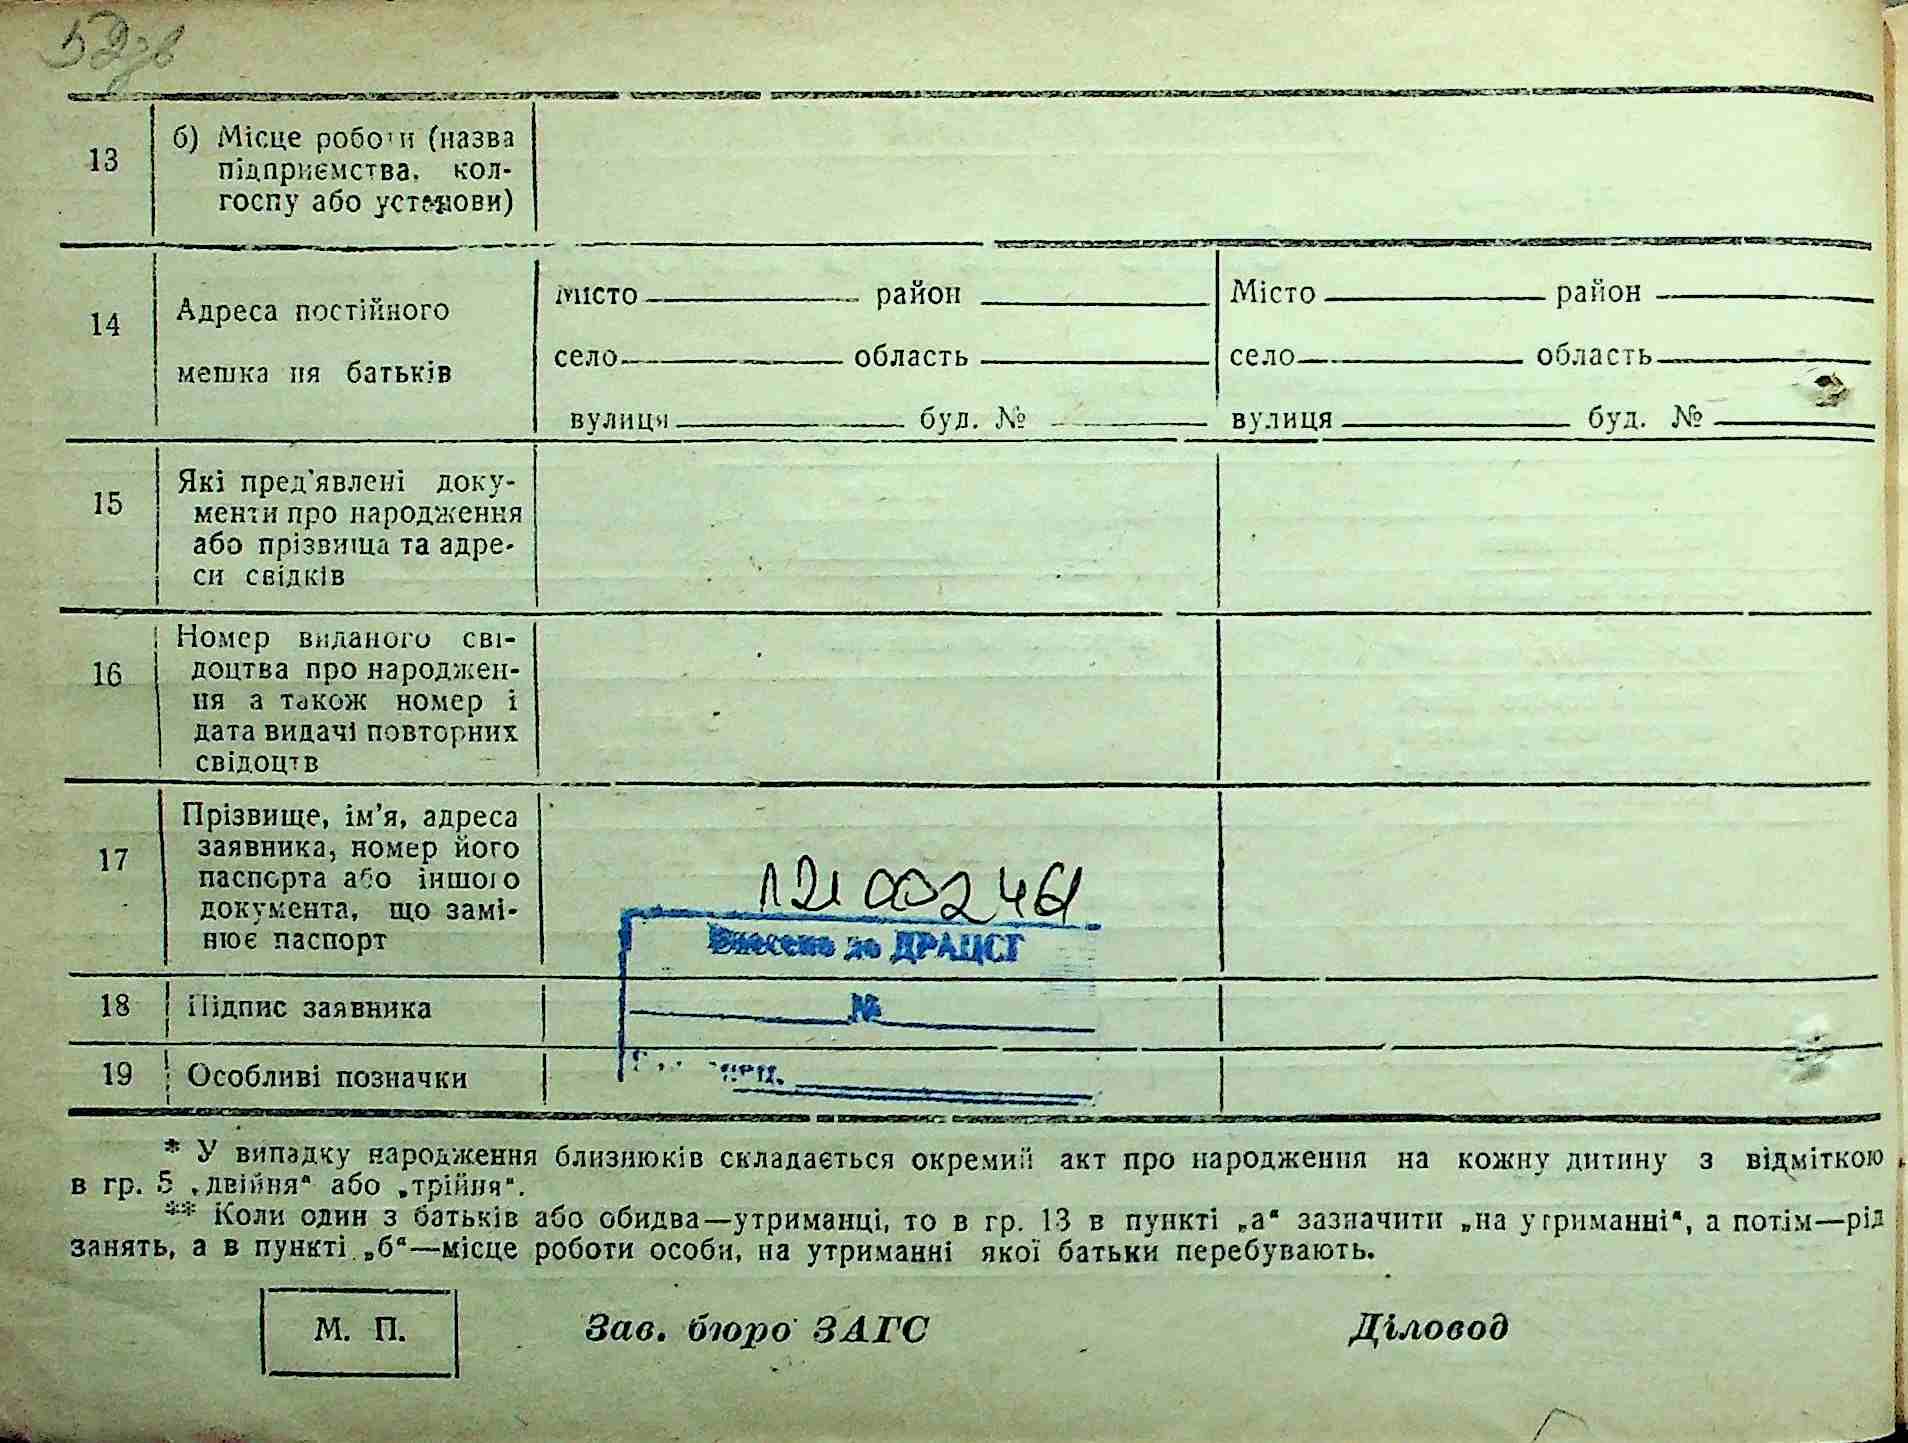 52зв
13
б) Місце роботи (назва
підприємства, кол-
госпу або установи)
14
Адреса постійного
мешка ня батьків
місто район
село область
вулиця буд. №
Місто район
село область
вулиця буд. №
15
Які пред'явлені доку-
менти про народження
або прізвища та адре-
си свідків
16
Номер виданого сві-
доцтва про народжен-
ня а також номер і
дата видачі повторних
свідоцтв
17
Прізвище, ім'я, адреса
заявника, номер його
паспорта або іншого
документа, що замі-
нює паспорт
Внесено до ДРАЦСГ
№
18
Підпис заявника
19
Особливі позначки
* У випадку народження близнюків складається окремий акт про народження на кожну дитину з відміткою
в гр. 5 „двійня“ або „трійня“.
** Коли один з батьків або обидва—утриманці, то в гр. 13 в пункті „а“ зазначити „на утриманні“, а потім—рід
занять, а в пункті „б“—місце роботи особи, на утриманні якої батьки перебувають.
М. П.
Зав. бюро ЗАГС
Діловод